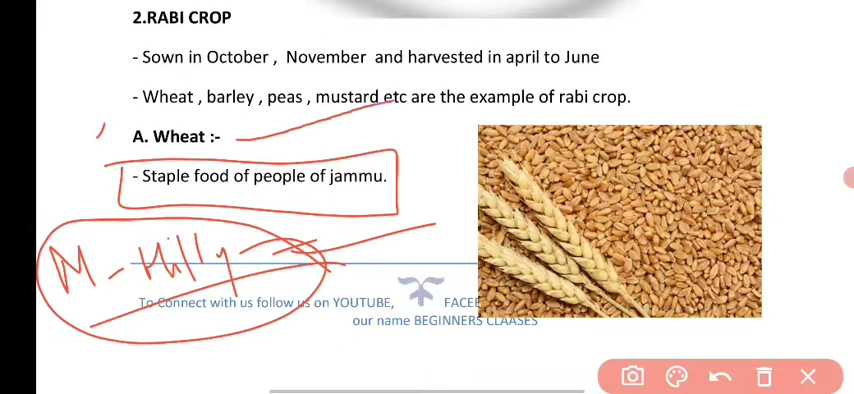 2.RABI CROP
- Sown in October , November and harvested in april to June
- Wheat , barley , peas , mustard etc are the example of rabi crop.
A. Wheat :-
- Staple food of people of jammu.
M - Hilly
To Connect with us follow us on YOUTUBE,
our name BEGINNERS CLAASES